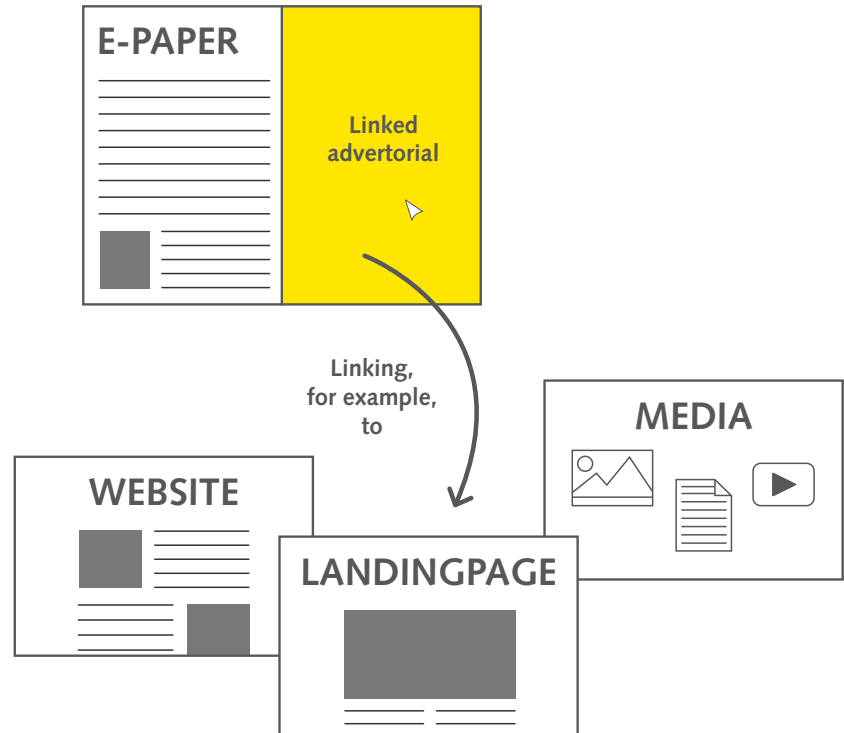 E-PAPER
Linked
advertorial
Linking,
for example,
to
MEDIA
WEBSITE
LANDINGPAGE